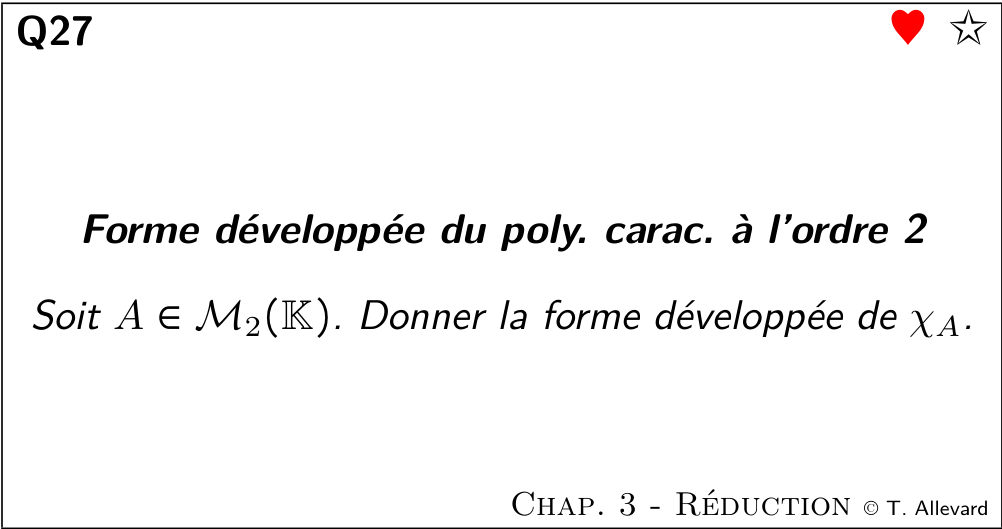 Q27 ♥ ☆
Forme développée du poly. carac. à l'ordre 2
Soit $A \in \mathcal{M}_2(\mathbb{K})$. Donner la forme développée de $\chi_A$.
CHAP. 3 - RÉDUCTION © T. Allevard